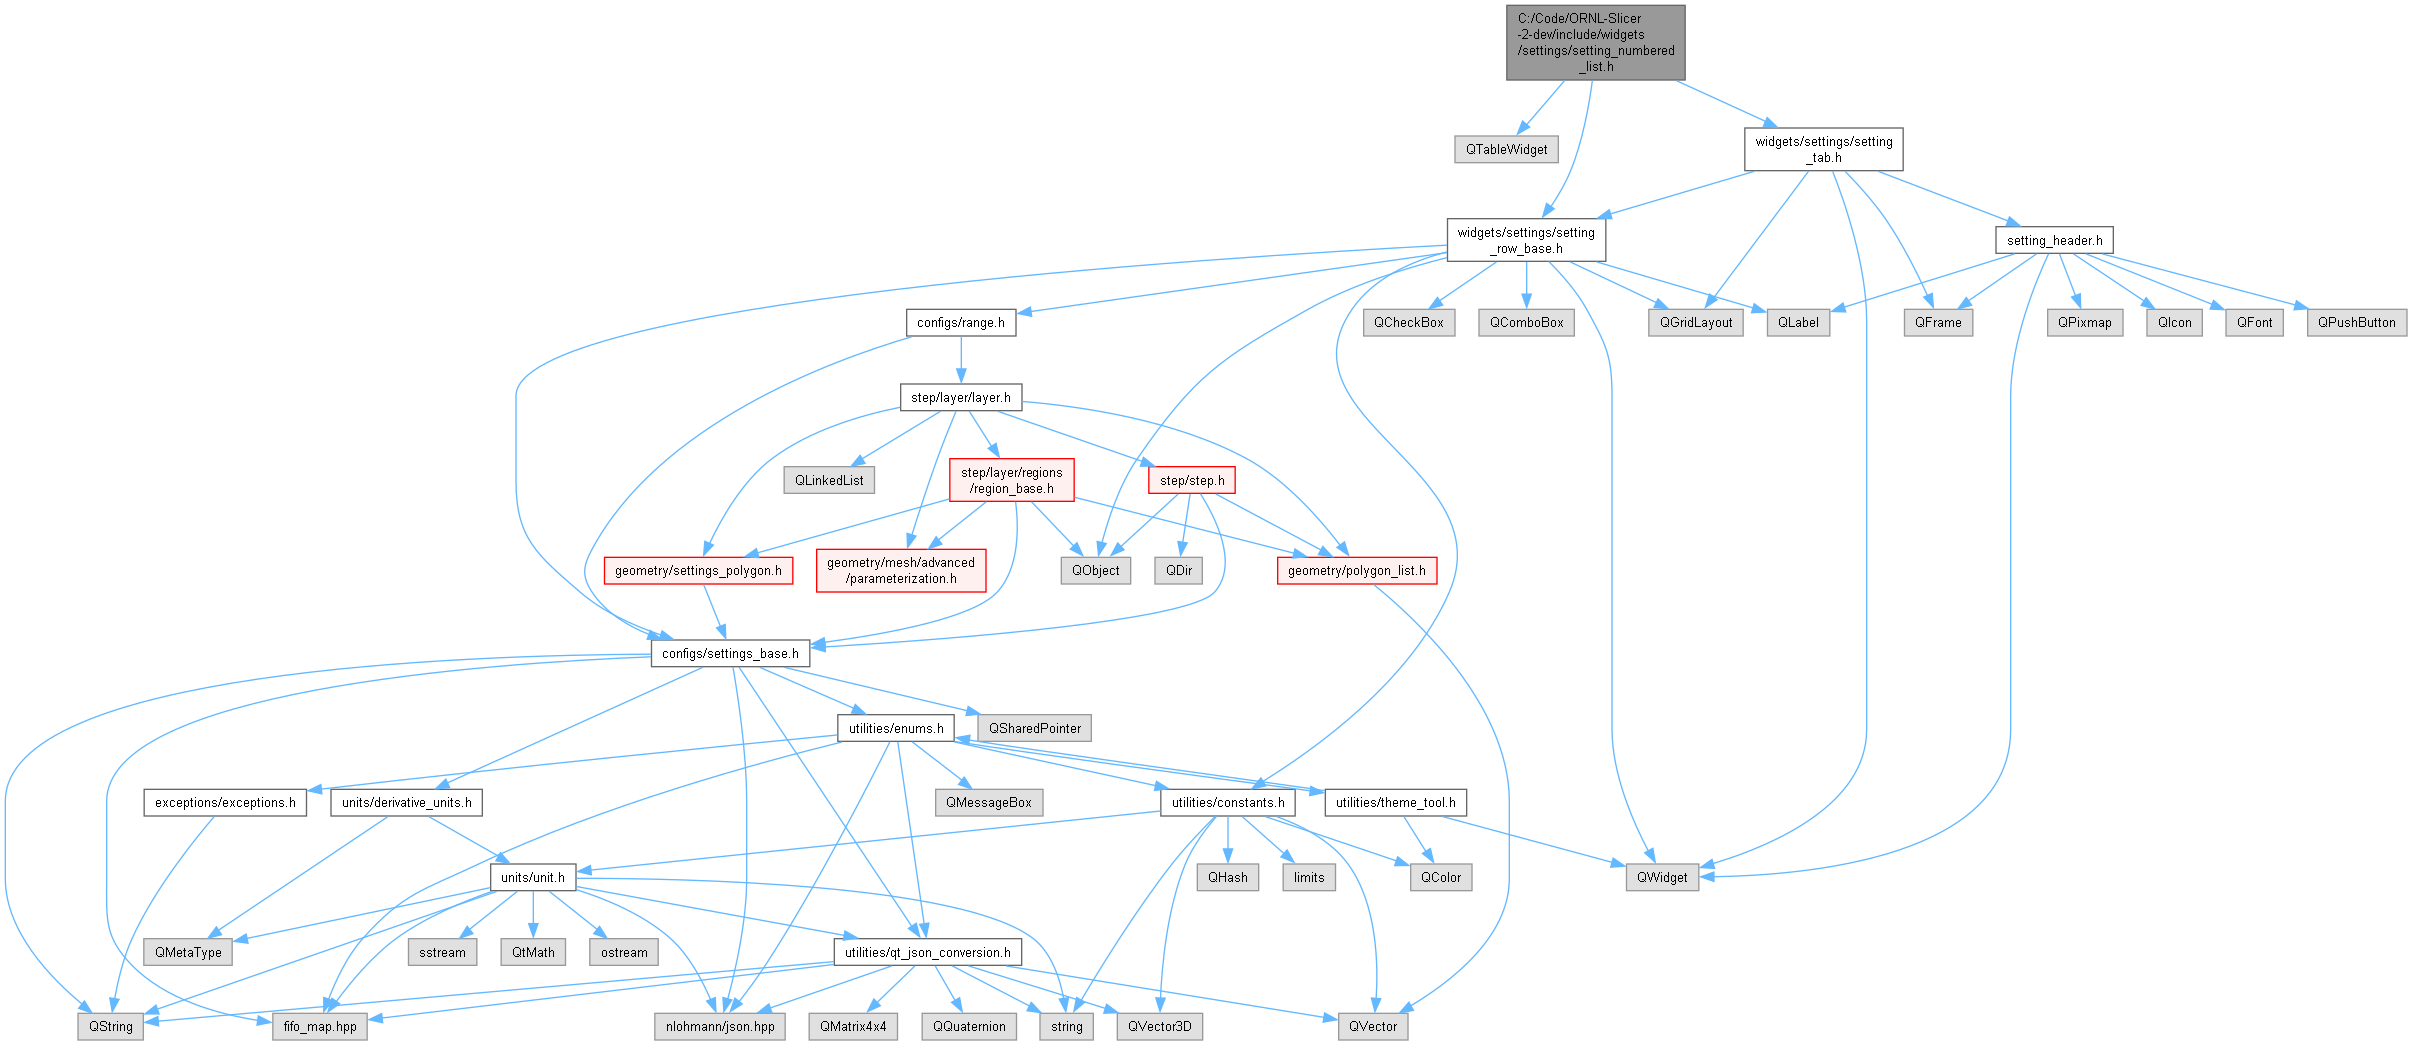 C:/Code/ORNL-Slicer
-2-dev/include/widgets
/settings/setting_numbered
_list.h
QTableWidget
widgets/settings/setting
_tab.h
widgets/settings/setting
_row_base.h
setting_header.h
configs/range.h
QCheckBox
QComboBox
QGridLayout
QLabel
QFrame
QPixmap
QIcon
QFont
QPushButton
step/layer/layer.h
QLinkedList
step/layer/regions
/region_base.h
step/step.h
geometry/settings_polygon.h
geometry/mesh/advanced
/parameterization.h
QObject
QDir
geometry/polygon_list.h
configs/settings_base.h
utilities/enums.h
QSharedPointer
exceptions/exceptions.h
units/derivative_units.h
QMessageBox
utilities/constants.h
utilities/theme_tool.h
units/unit.h
QHash
limits
QColor
QWidget
QMetaType
sstream
QtMath
ostream
utilities/qt_json_conversion.h
QString
fifo_map.hpp
nlohmann/json.hpp
QMatrix4x4
QQuaternion
string
QVector3D
QVector